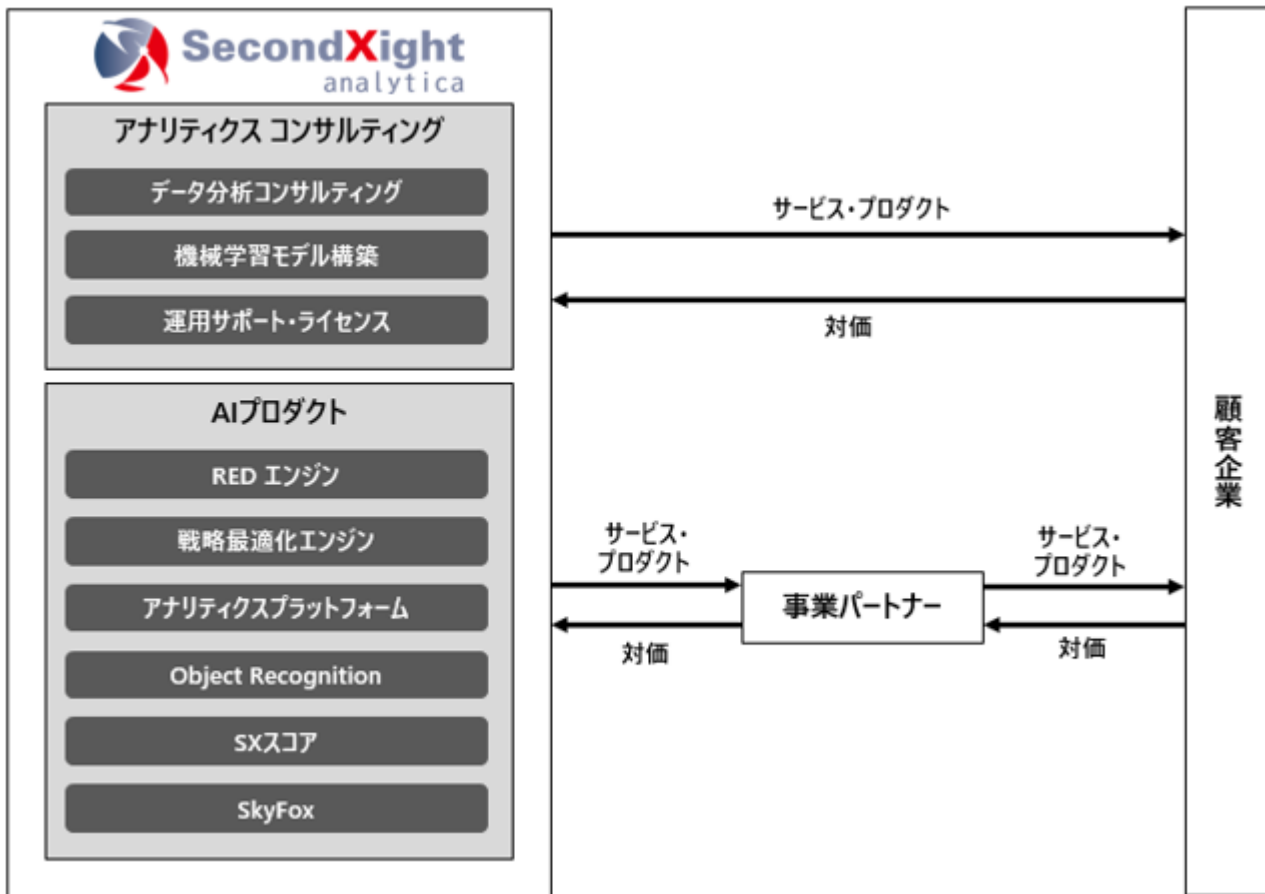 SecondXight
analytica
アナリティクス コンサルティング
データ分析コンサルティング
機械学習モデル構築
運用サポート・ライセンス
AIプロダクト
RED エンジン
戦略最適化エンジン
アナリティクスプラットフォーム
Object Recognition
SXスコア
SkyFox
サービス・プロダクト
対価
サービス・
プロダクト
対価
事業パートナー
サービス・
プロダクト
対価
顧客企業